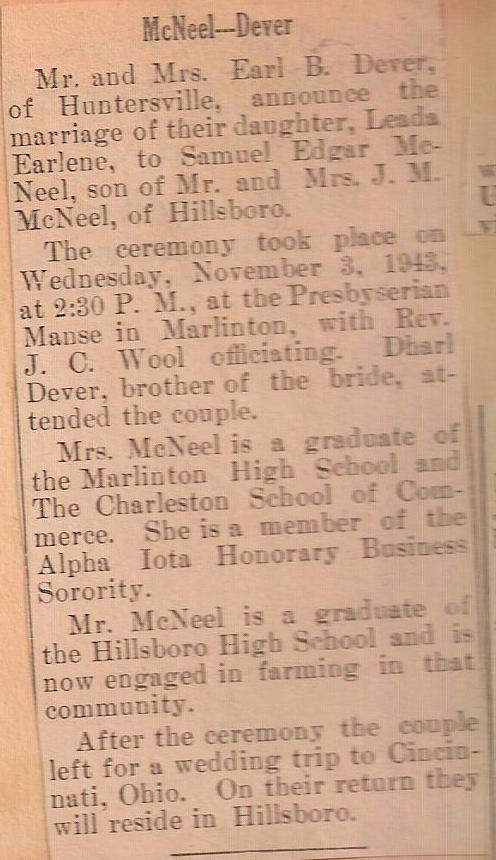 McNeel---Dever
Mr. and Mrs. Earl B. Dever,
of Huntersville, announce the
marriage of their daughter, Leada
Earlene, to Samuel Edgar Mc-
Neel, son of Mr. and Mrs. J. M.
McNeel, of Hillsboro.
The ceremony took place on
Wednesday, November 3, 1943,
at 2:30 P. M., at the Presbyserian
Manse in Marlinton, with Rev.
J. C. Wool officiating. Dharl
Dever, brother of the bride, at-
tended the couple.
Mrs. McNeel is a graduate of
the Marlinton High School and
The Charleston School of Com-
merce. She is a member of the
Alpha Iota Honorary Business
Sorority.
Mr. McNeel is a graduate of
the Hillsboro High School and is
now engaged in farming in that
community.
After the ceremony the couple
left for a wedding trip to Cincin-
nati, Ohio. On their return they
will reside in Hillsboro.